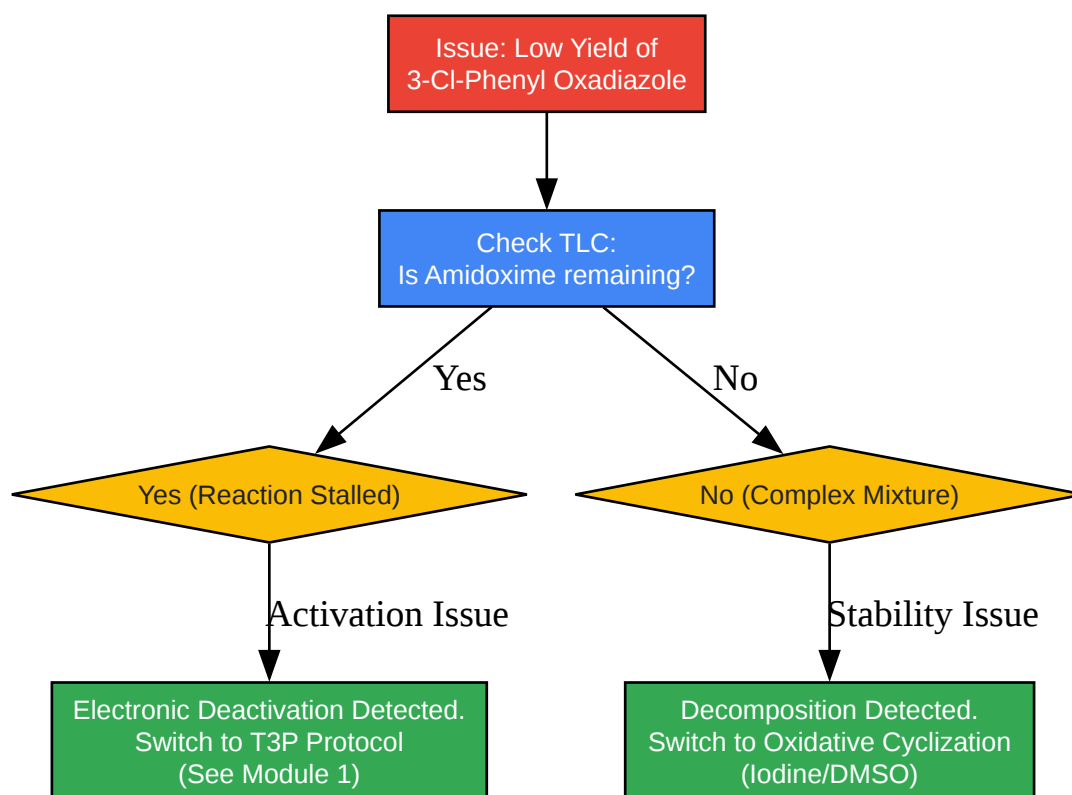 Issue: Low Yield of
3-Cl-Phenyl Oxadiazole
Check TLC:
Is Amidoxime remaining?
Yes
No
Yes (Reaction Stalled)
No (Complex Mixture)
Activation Issue
Stability Issue
Electronic Deactivation Detected.
Switch to T3P Protocol
(See Module 1)
Decomposition Detected.
Switch to Oxidative Cyclization
(Iodine/DMSO)